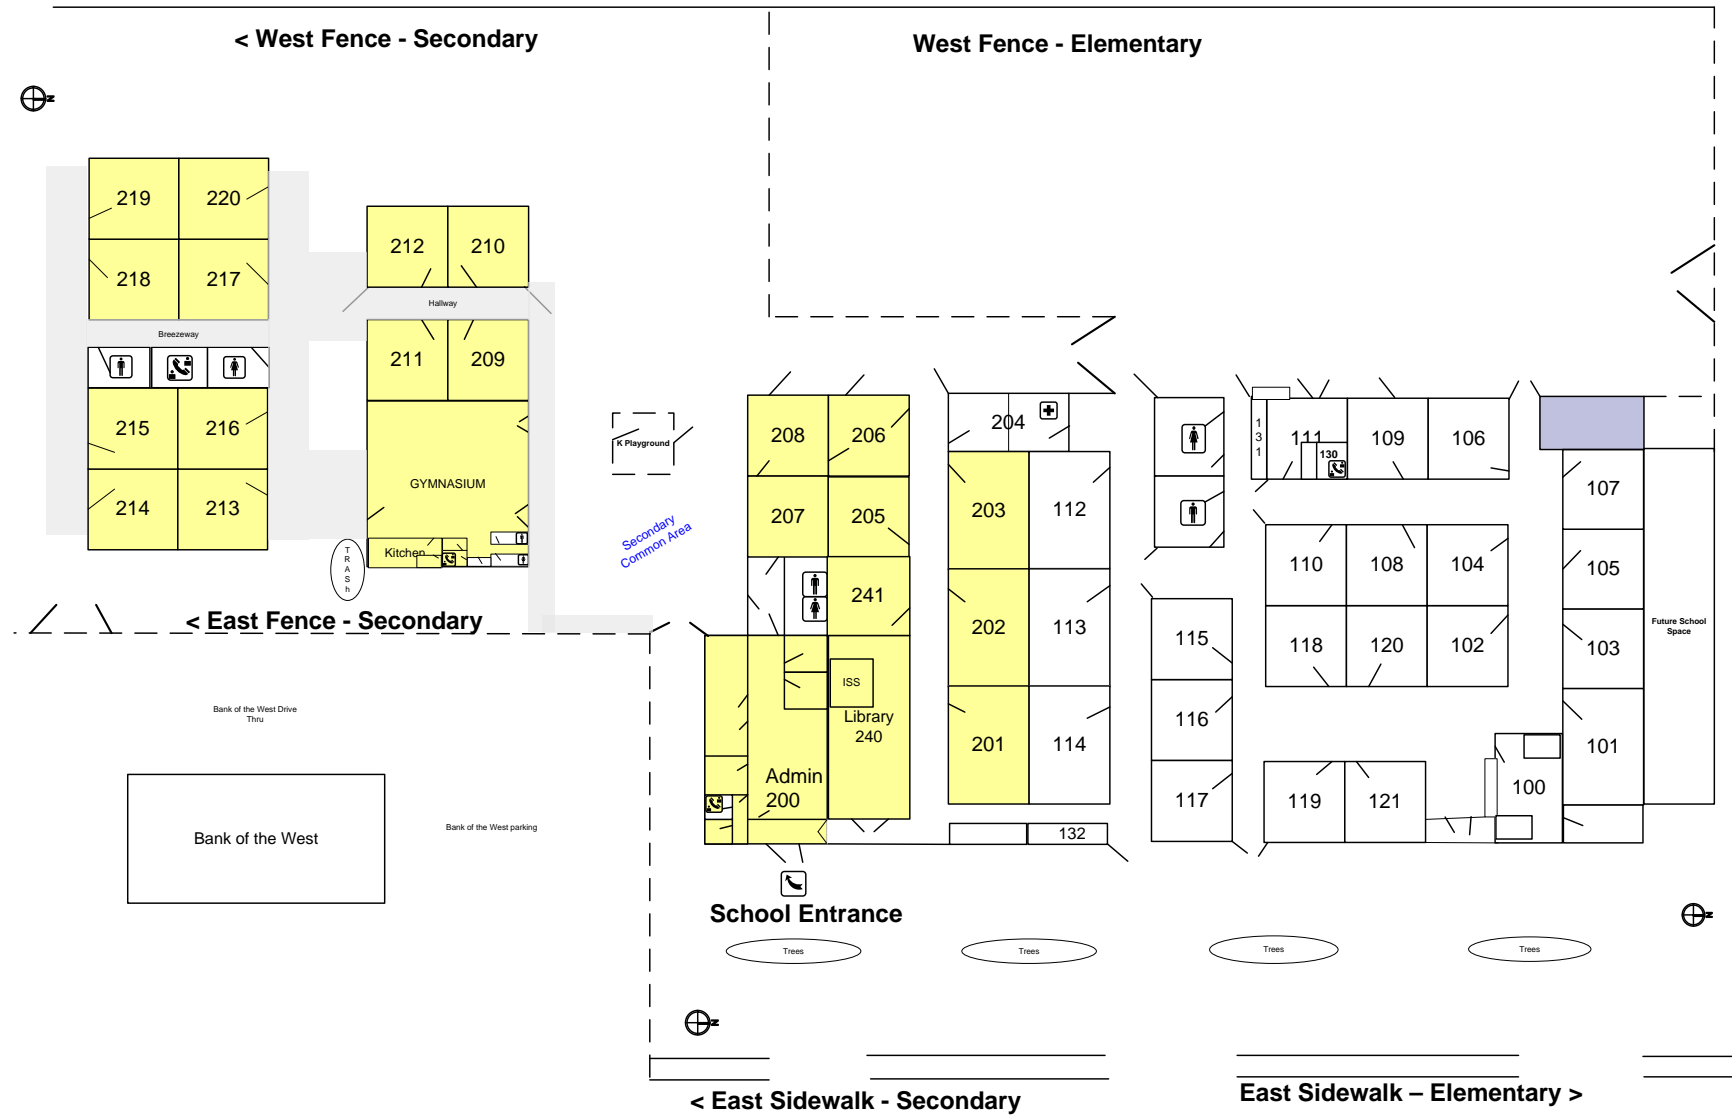 < West Fence - Secondary
West Fence - Elementary
N
219
220
218
217
Breezeway
215
216
214
213
212
210
Hallway
211
209
GYMNASIUM
Kitchen
TRASh
K Playground
Secondary
Common Area
< East Fence - Secondary
208
206
207
205
241
ISS
Library
240
Admin
200
204
203
112
202
113
201
114
132
115
116
117
131
111
130
109
106
110
108
104
118
120
102
119
121
100
107
105
103
101
Future School
Space
Bank of the West Drive
Thru
Bank of the West
Bank of the West parking
School Entrance
N
Trees
Trees
Trees
Trees
N
< East Sidewalk - Secondary
East Sidewalk – Elementary >